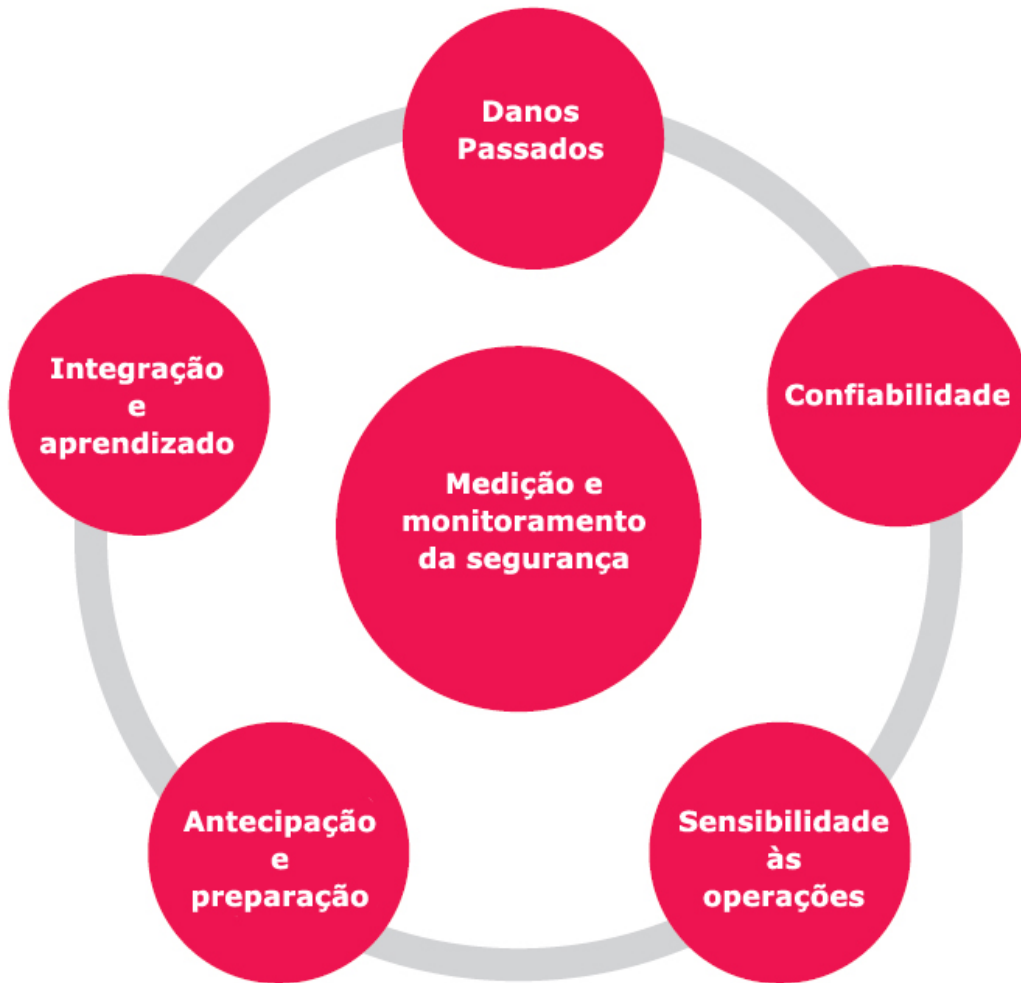 Danos
Passados
Confiabilidade
Sensibilidade
às
operações
Antecipação
e
preparação
Integração
e
aprendizado
Medição e
monitoramento
da segurança